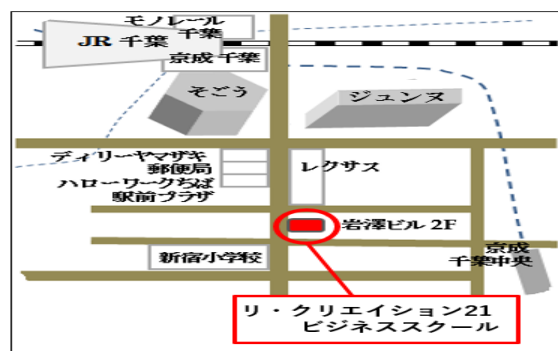 モノレール
千葉
JR 千葉
京成 千葉
そごう
ジュンヌ
ディリーヤマザキ
郵便局
ハローワークちば
駅前プラザ
レクサス
岩澤ビル 2F
新宿小学校
京成
千葉中央
リ・クリエイション21
ビジネススクール